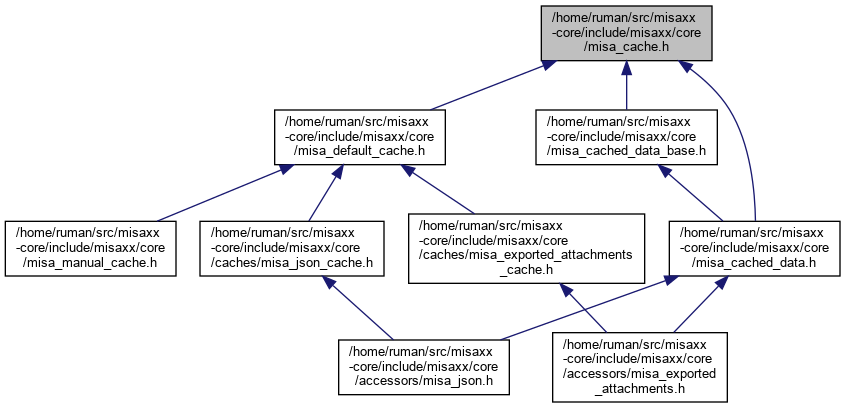 /home/ruman/src/misaxx
-core/include/misaxx/core
/misa_cache.h
/home/ruman/src/misaxx
-core/include/misaxx/core
/misa_default_cache.h
/home/ruman/src/misaxx
-core/include/misaxx/core
/misa_cached_data_base.h
/home/ruman/src/misaxx
-core/include/misaxx/core
/misa_manual_cache.h
/home/ruman/src/misaxx
-core/include/misaxx/core
/caches/misa_json_cache.h
/home/ruman/src/misaxx
-core/include/misaxx/core
/caches/misa_exported_attachments
_cache.h
/home/ruman/src/misaxx
-core/include/misaxx/core
/misa_cached_data.h
/home/ruman/src/misaxx
-core/include/misaxx/core
/accessors/misa_json.h
/home/ruman/src/misaxx
-core/include/misaxx/core
/accessors/misa_exported
_attachments.h